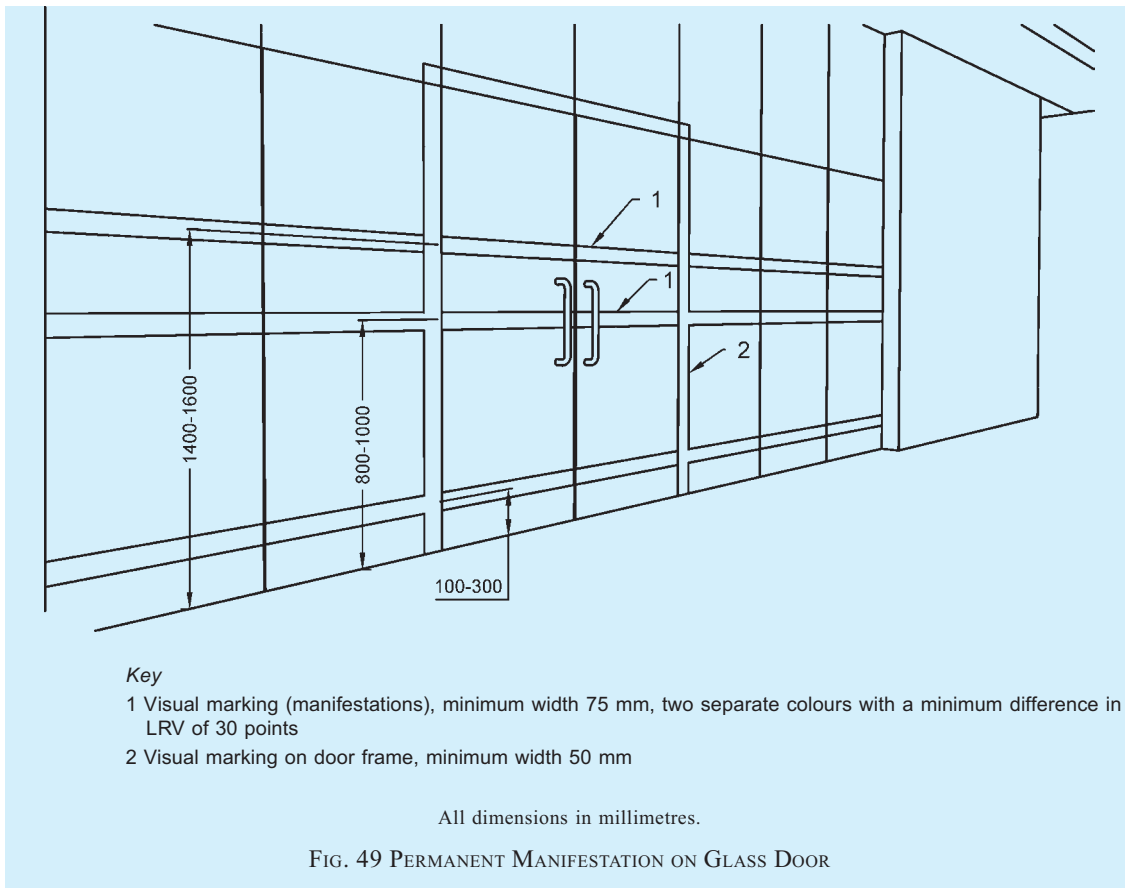 1
1
2
1400-1600
800-1000
100-300
Key
1 Visual marking (manifestations), minimum width 75 mm, two separate colours with a minimum difference in
LRV of 30 points
2 Visual marking on door frame, minimum width 50 mm
All dimensions in millimetres.
FIG. 49 PERMANENT MANIFESTATION ON GLASS DOOR